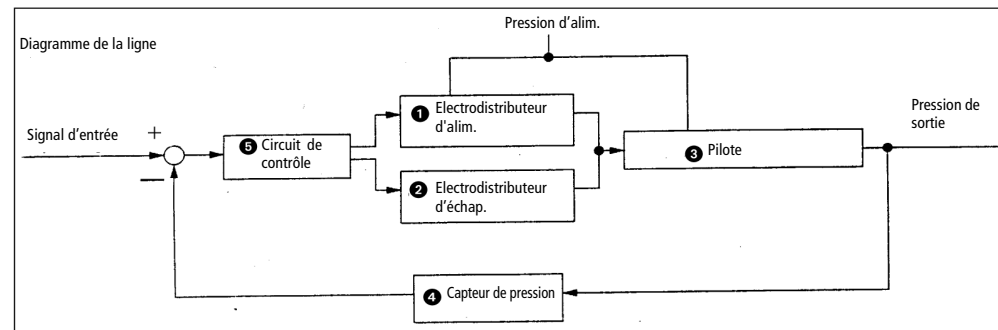 Pression d'alim.
Diagramme de la ligne
❶ Electrodistributeur
d'alim.
Pression de
sortie
Signal d'entrée
+
❺ Circuit de
contrôle
❸ Pilote
—
❷ Electrodistributeur
d'échap.
❹ Capteur de pression